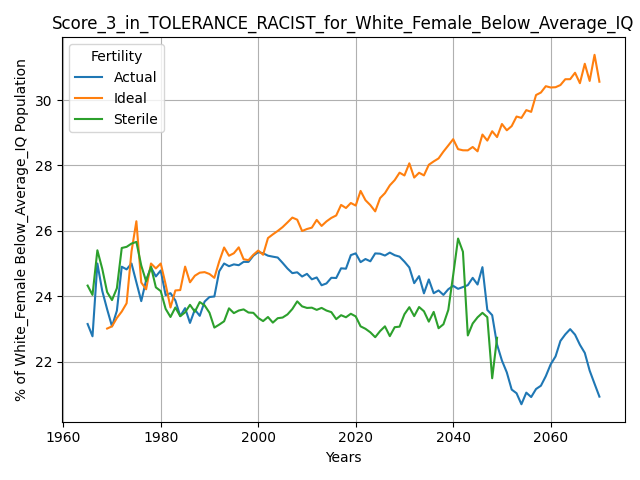 Score_3_in_TOLERANCE_RACIST_for_White_Female_Below_Average_IQ
Fertility
Actual
Ideal
Sterile
% of White_Female Below_Average_IQ Population
30
28
26
24
22
1960
1980
2000
2020
2040
2060
Years